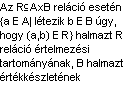 Az R⊆AxB reláció esetén
{a E A| létezik b E B úgy,
hogy (a,b) E R} halmazt R
reláció értelmezési
tartományának, B halmazt
értékkészletének